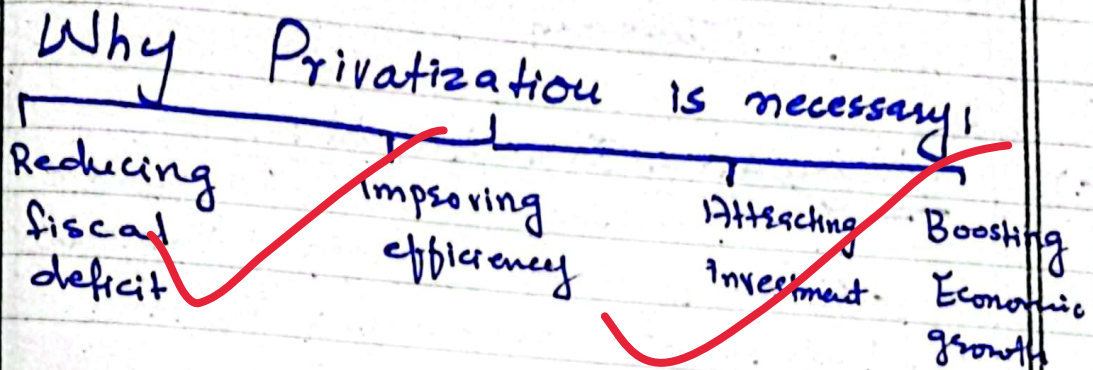 Why Privatization is necessary,
Reducing
fiscal
deficit
Improving
efficiency
Attracting
Investment.
Boosting
Economic
growth